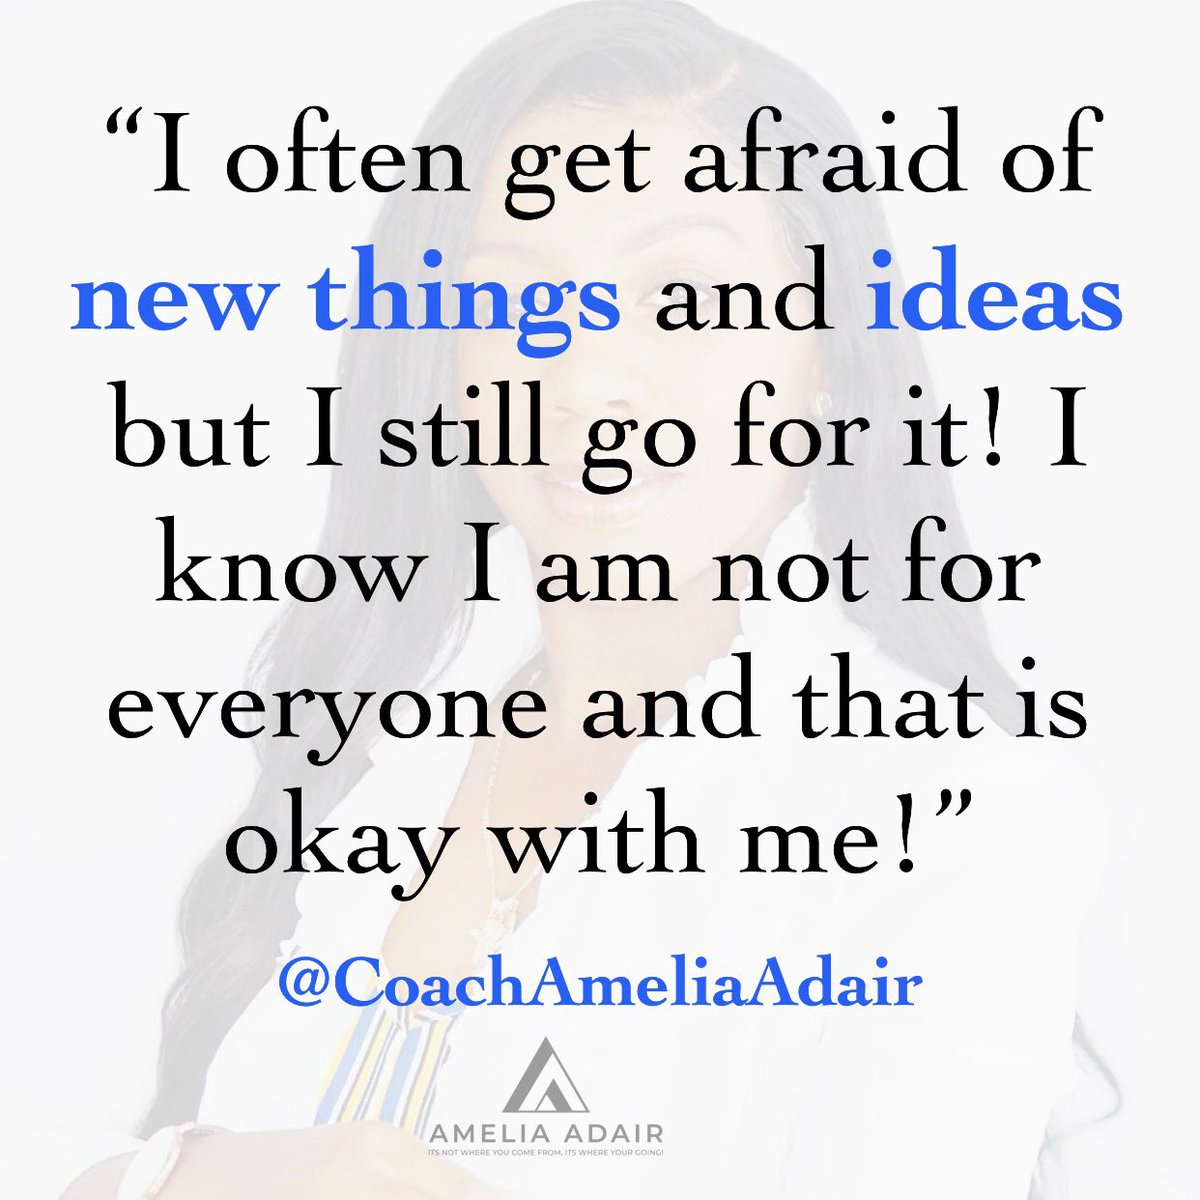 “I often get afraid of
new things and ideas
but I still go for it! I
know I am not for
everyone and that is
okay with me!”
@CoachAmeliaAdair
AMELIA ADAIR
ITS NOT WHERE YOU COME FROM, ITS WHERE YOUR GOING!